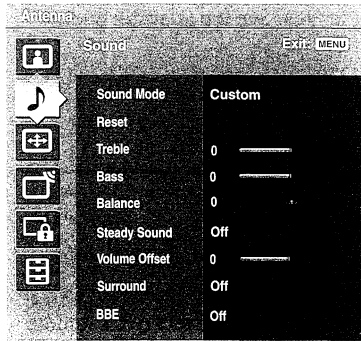 Antenna
Sound Exit MENU
Sound Mode Custom
Reset
Treble 0
Bass 0
Balance 0
Steady Sound Off
Volume Offset 0
Surround Off
BBE Off